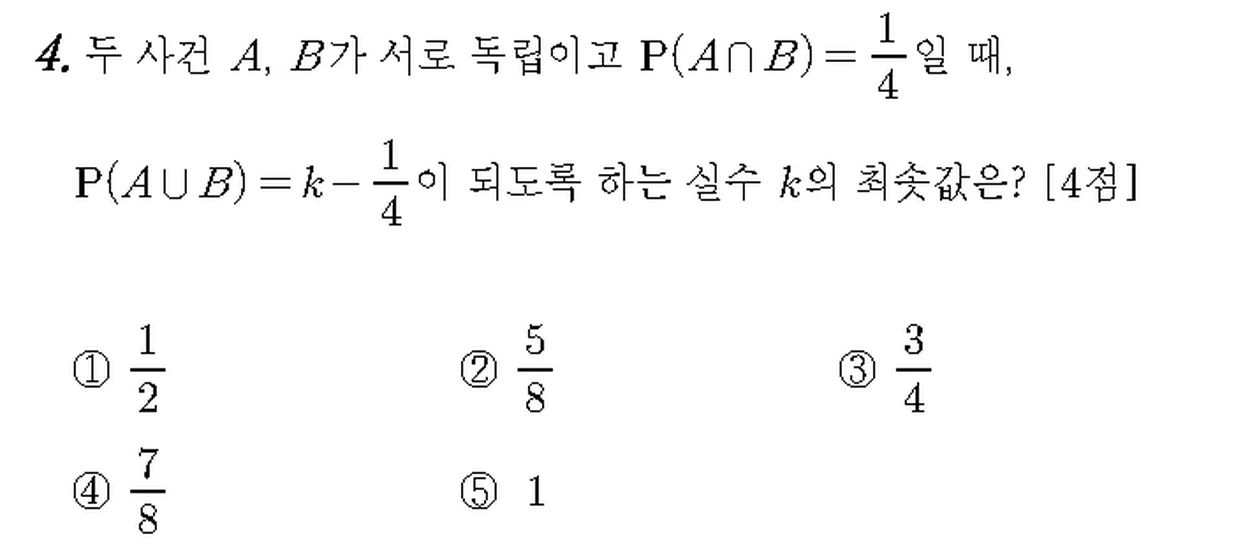 4. 두 사건 A, B가 서로 독립이고 P(A∩B)=1/4일 때,
P(A∪B)=k-1/4이 되도록 하는 실수 k의 최솟값은? [4점]
① 1/2 ② 5/8 ③ 3/4
④ 7/8 ⑤ 1